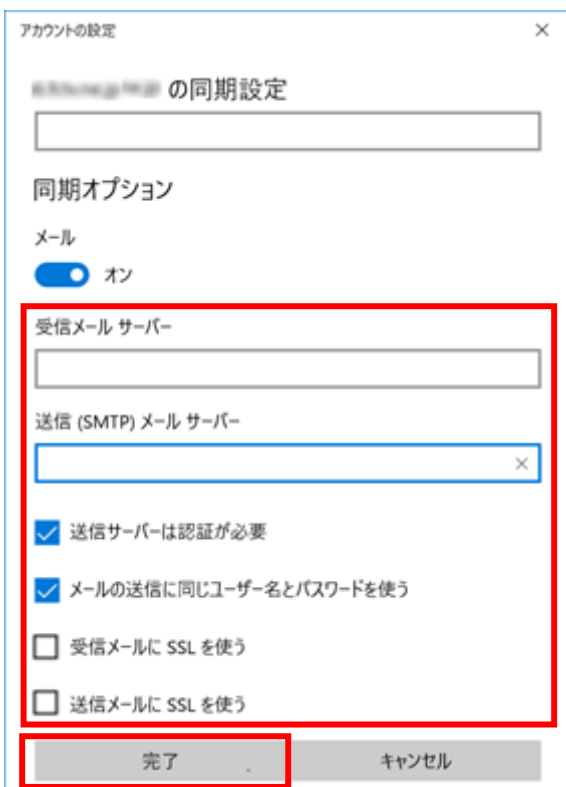 アカウントの設定
の同期設定
同期オプション
メール
オン
受信メール サーバー
送信 (SMTP) メール サーバー
送信サーバーは認証が必要
メールの送信に同じユーザー名とパスワードを使う
受信メールに SSL を使う
送信メールに SSL を使う
完了
キャンセル